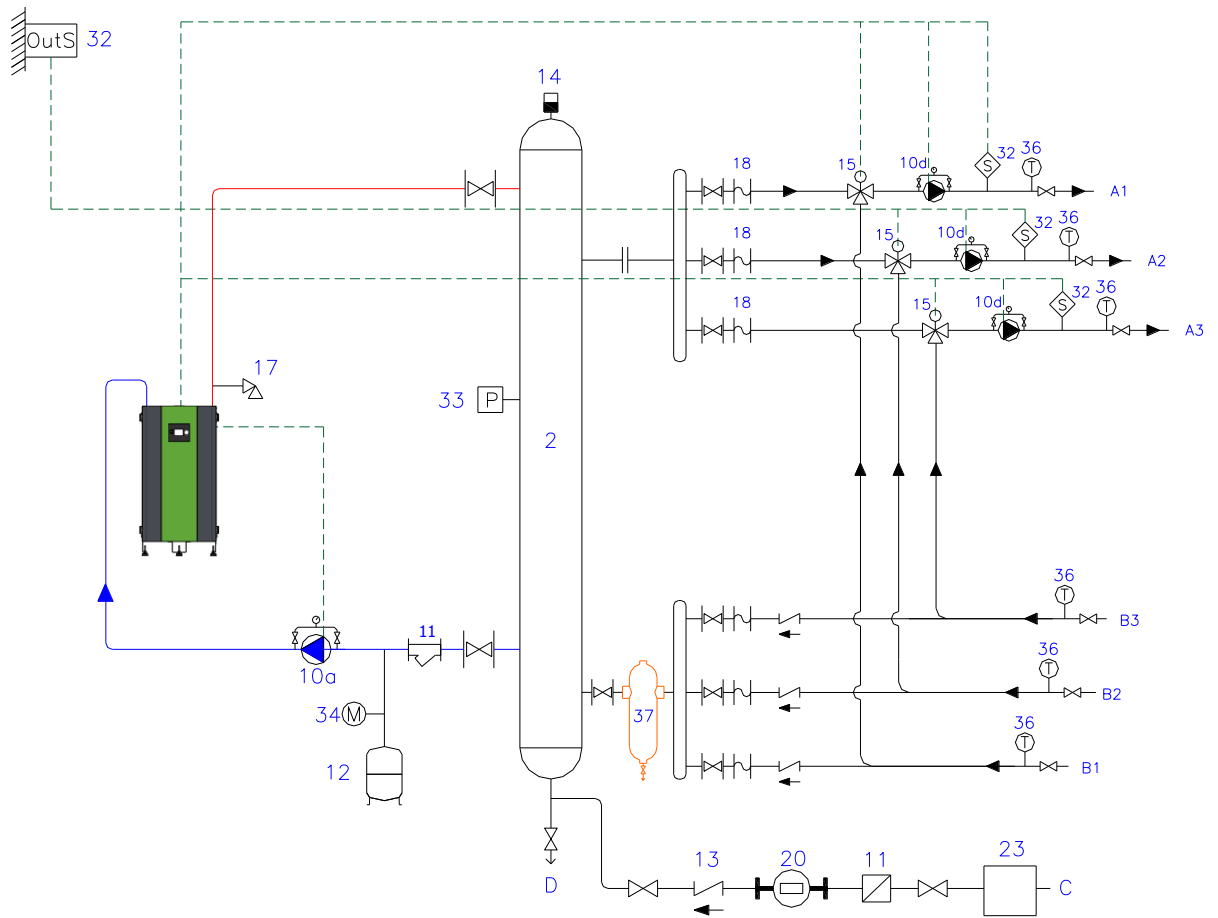 OutS 32
14
18 15 10d S 32 36 T A1
18 15 10d S 32 36 T A2
18 15 10d S 32 36 T A3
17
33 P
2
11
10a
34 M
12
36 T B3
36 T B2
37
36 T B1
D
13 20 11 23 C